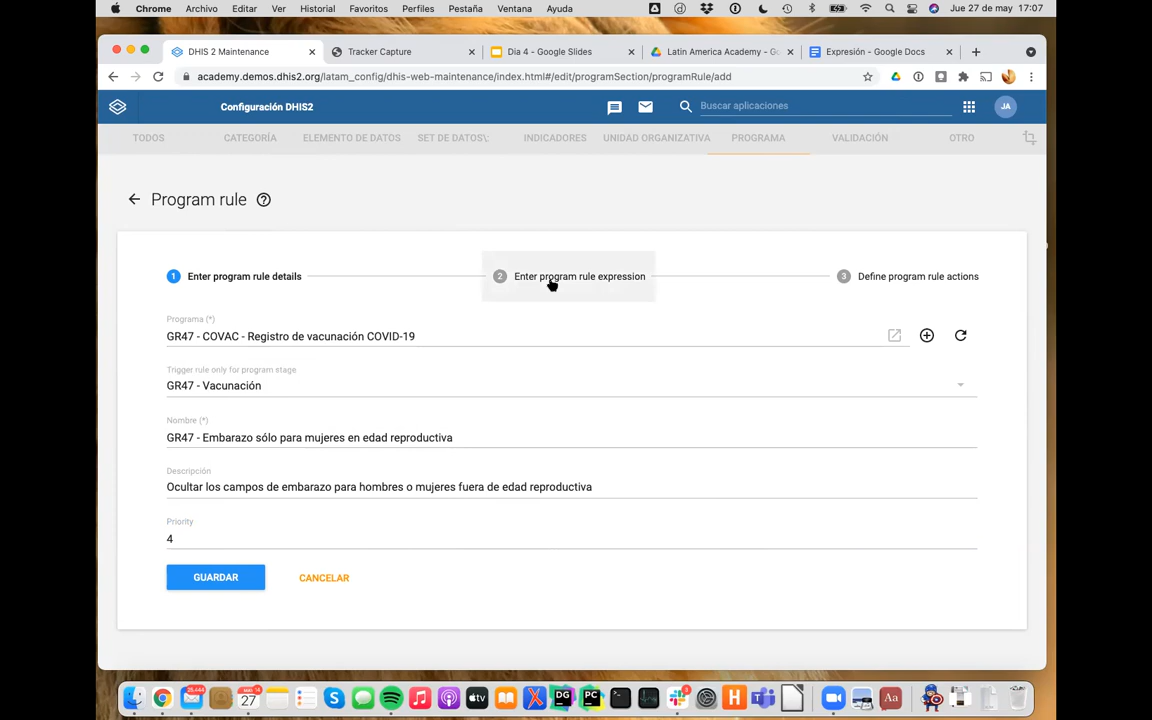 Chrome Archivo Editar Ver Historial Favoritos Perfiles Pestaña Ventana Ayuda Jue 27 de may 17:07
DHIS 2 Maintenance Tracker Capture Dia 4 - Google Slides Latin America Academy - Go Expresión - Google Docs
academy.demos.dhis2.org/latam_config/dhis-web-maintenance/index.html#/edit/programSection/programRule/add
Configuración DHIS2 Buscar aplicaciones JA
TODOS CATEGORÍA ELEMENTO DE DATOS SET DE DATOS\; INDICADORES UNIDAD ORGANIZATIVA PROGRAMA VALIDACIÓN OTRO
Program rule
1 Enter program rule details 2 Enter program rule expression 3 Define program rule actions
Programa (*)
GR47 - COVAC - Registro de vacunación COVID-19
Trigger rule only for program stage
GR47 - Vacunación
Nombre (*)
GR47 - Embarazo sólo para mujeres en edad reproductiva
Descripción
Ocultar los campos de embarazo para hombres o mujeres fuera de edad reproductiva
Priority
4
GUARDAR CANCELAR